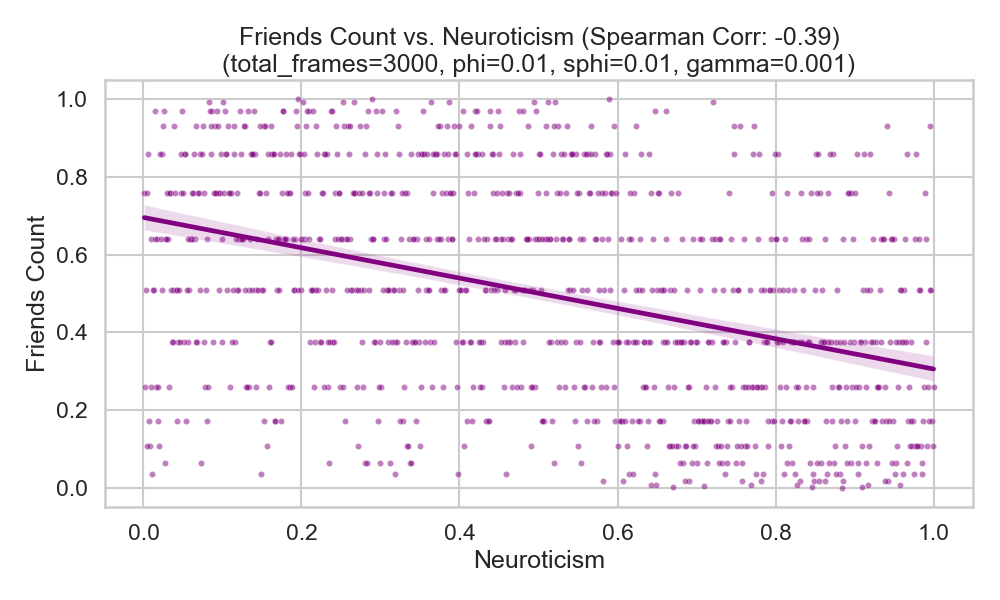 Friends Count vs. Neuroticism (Spearman Corr: -0.39)
(total_frames=3000, phi=0.01, sphi=0.01, gamma=0.001)
Friends Count
1.0
0.8
0.6
0.4
0.2
0.0
0.0 0.2 0.4 0.6 0.8 1.0
Neuroticism